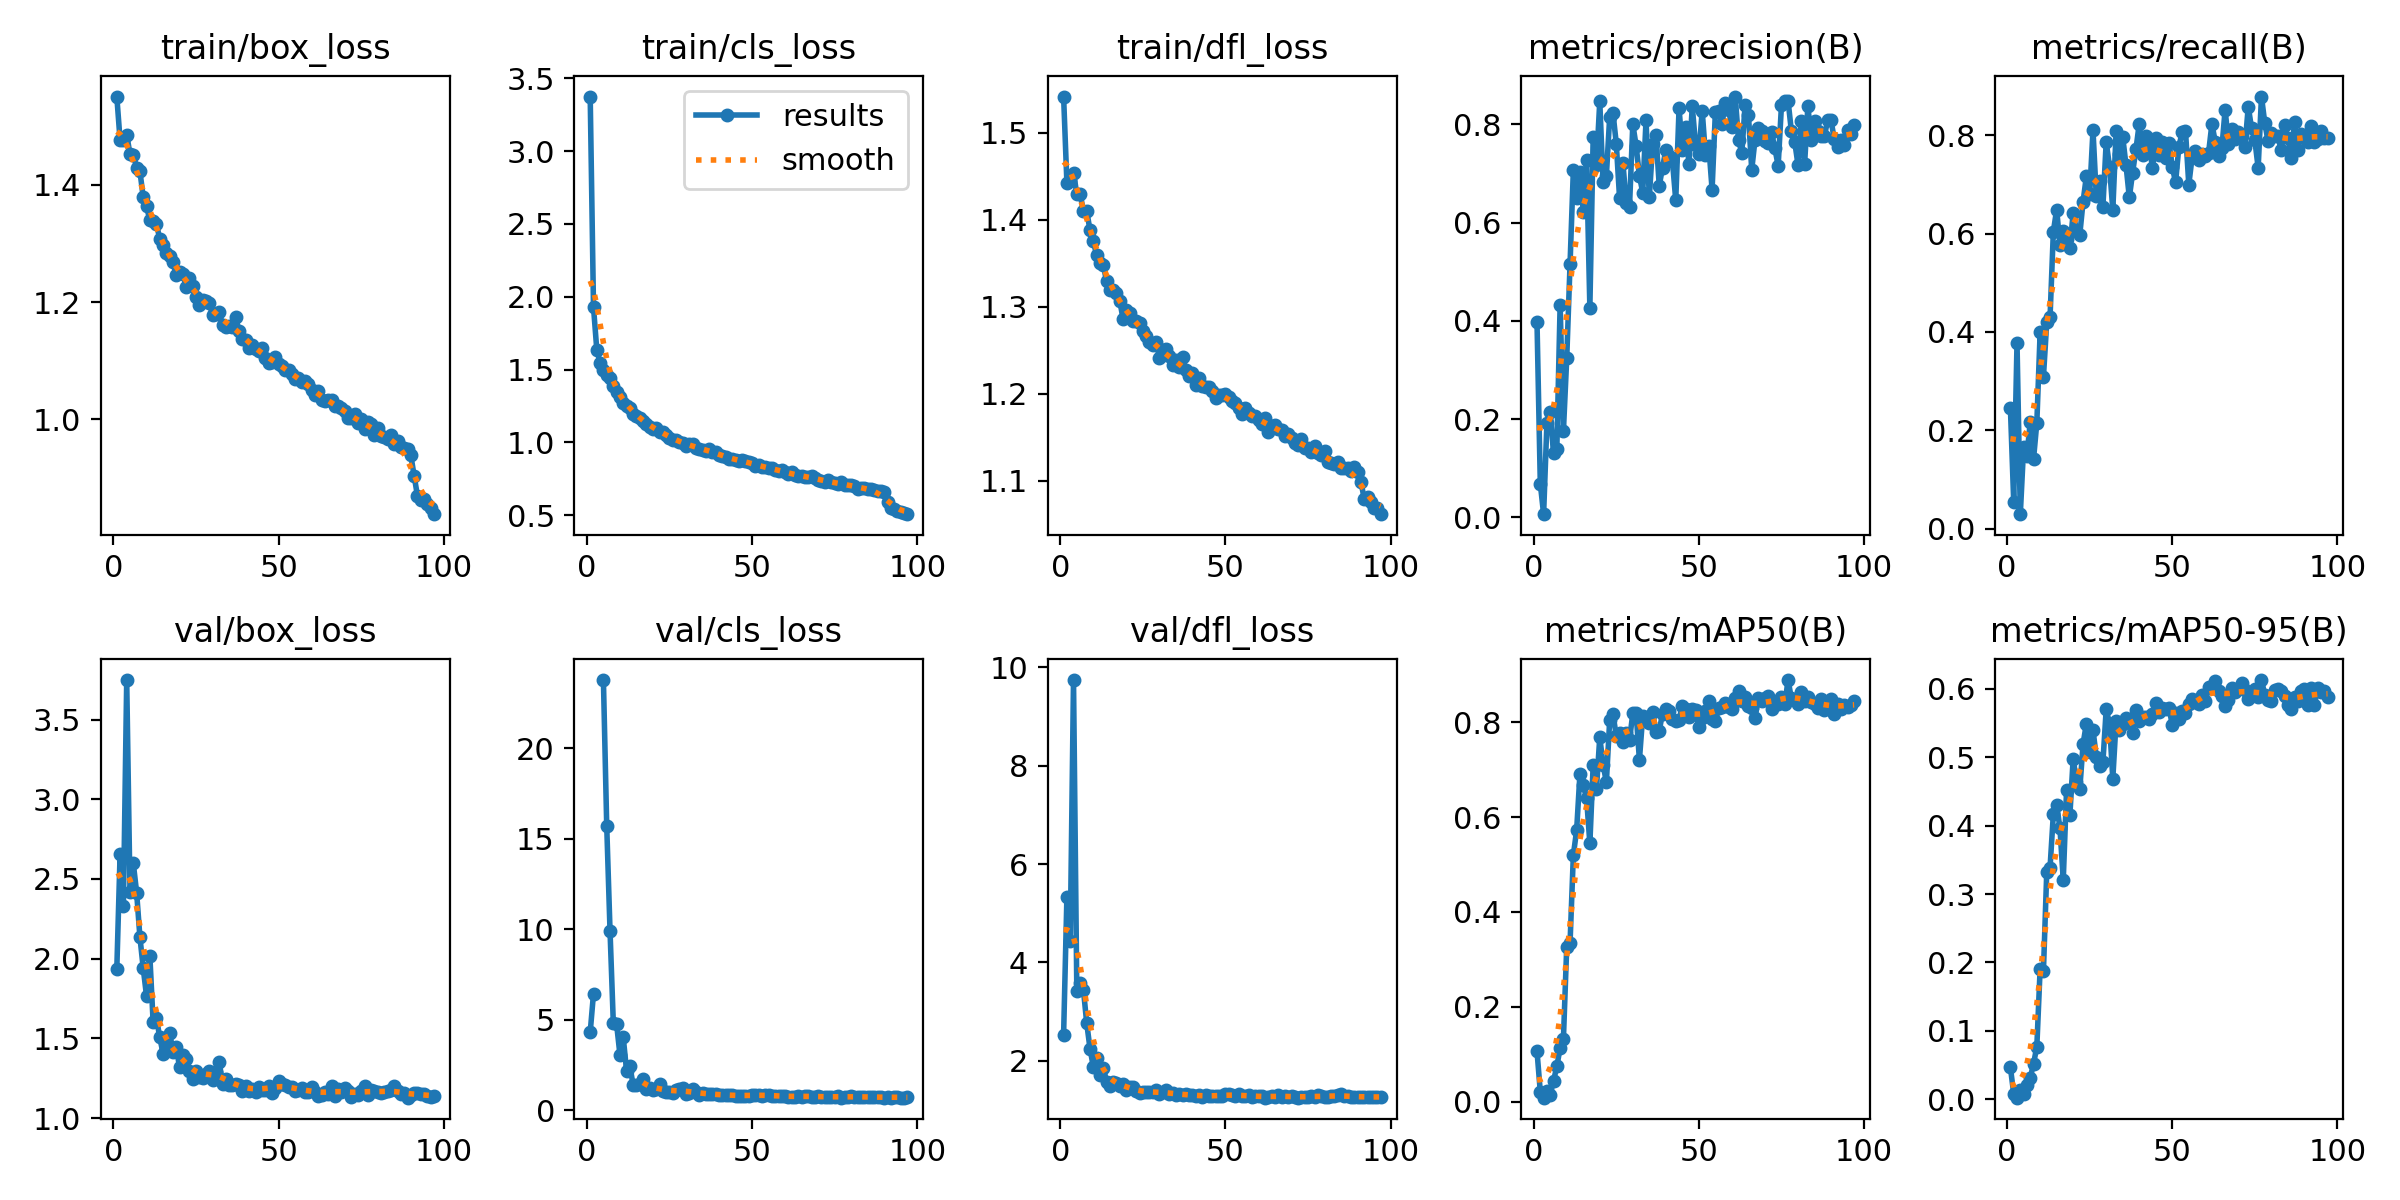 train/box_loss
1.4
1.2
1.0
0 50 100
train/cls_loss
results
smooth
3.5
3.0
2.5
2.0
1.5
1.0
0.5
0 50 100
train/dfl_loss
1.5
1.4
1.3
1.2
1.1
0 50 100
metrics/precision(B)
0.8
0.6
0.4
0.2
0.0
0 50 100
metrics/recall(B)
0.8
0.6
0.4
0.2
0.0
0 50 100
val/box_loss
3.5
3.0
2.5
2.0
1.5
1.0
0 50 100
val/cls_loss
20
15
10
5
0
0 50 100
val/dfl_loss
10
8
6
4
2
0 50 100
metrics/mAP50(B)
0.8
0.6
0.4
0.2
0.0
0 50 100
metrics/mAP50-95(B)
0.6
0.5
0.4
0.3
0.2
0.1
0.0
0 50 100